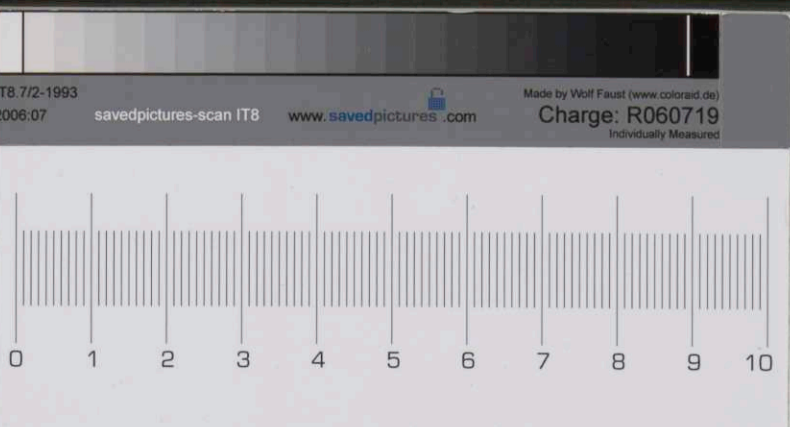 T8.7/2-1993
2006:07
savedpictures-scan IT8
www.savedpictures.com
Made by Wolf Faust (www.coloraid.de)
Charge: R060719
Individually Measured
0 1 2 3 4 5 6 7 8 9 10